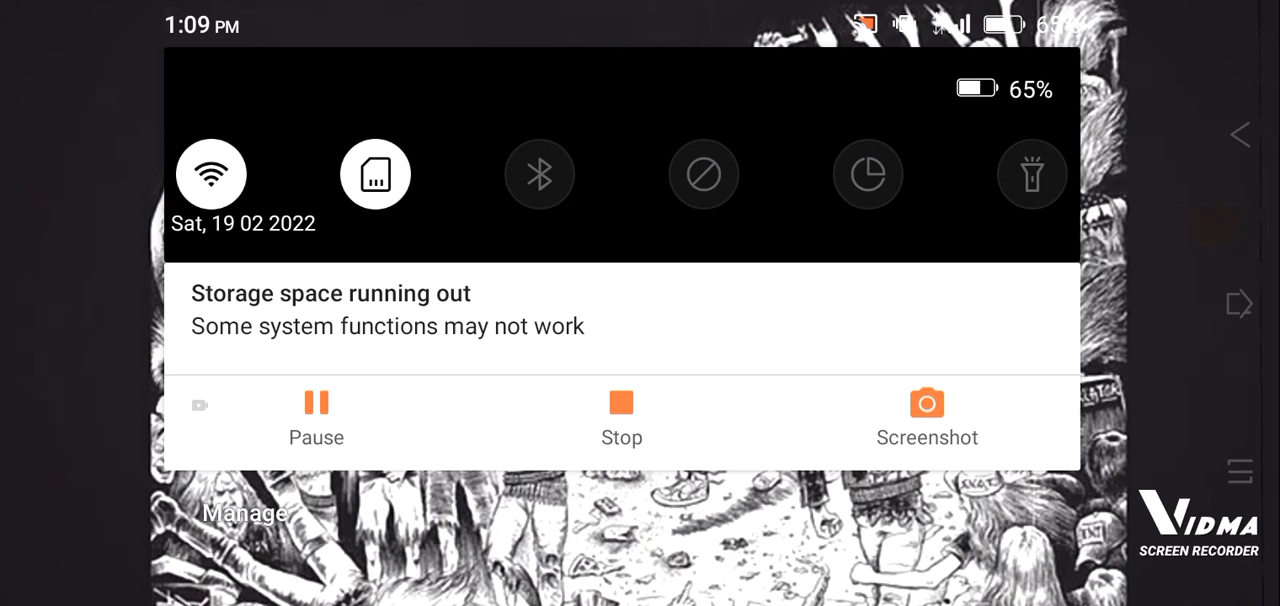 1:09 PM
65%
65%
Sat, 19 02 2022
Storage space running out
Some system functions may not work
Pause
Stop
Screenshot
Manage
VIDMA
SCREEN RECORDER